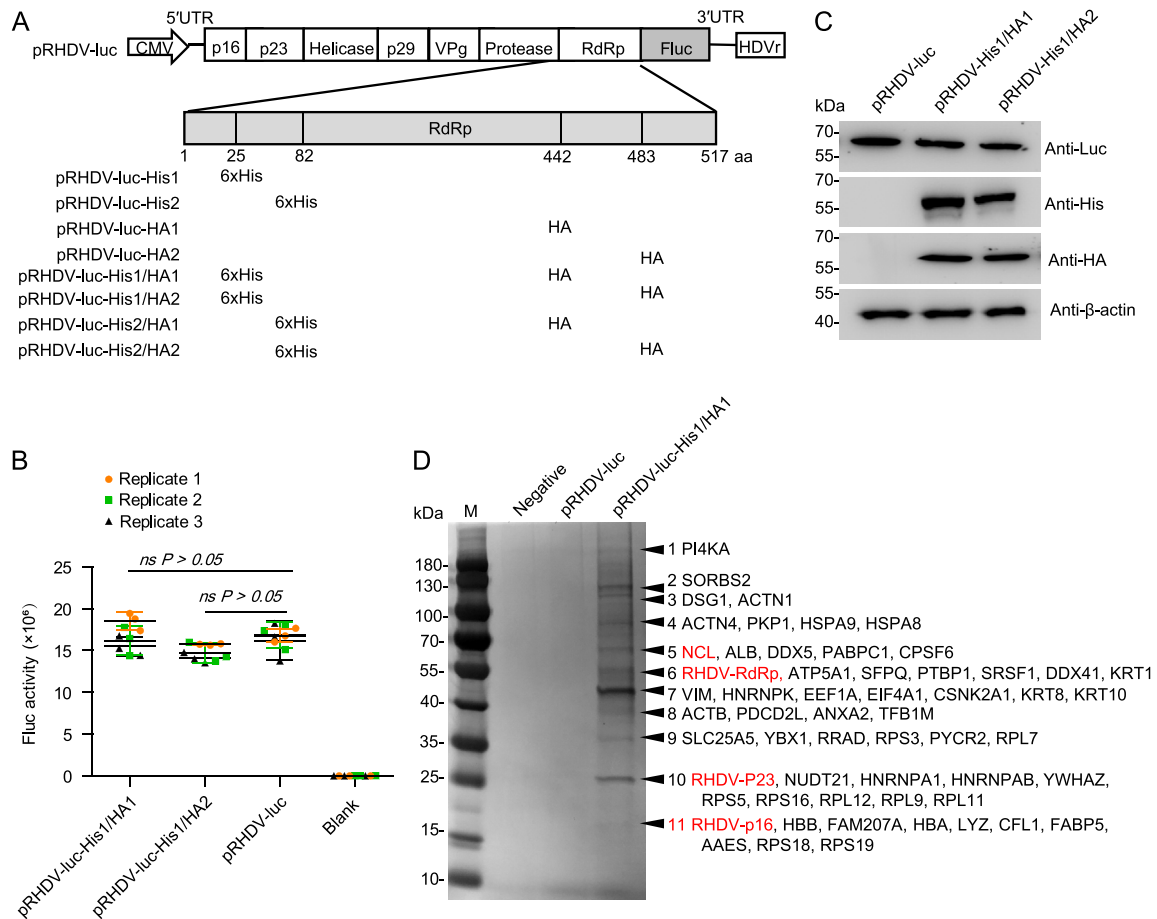 A
5′UTR
3′UTR
pRHDV-luc
CMV
p16
p23
Helicase
p29
VPg
Protease
RdRp
Fluc
HDVr
RdRp
1
25
82
442
483
517 aa
pRHDV-luc-His1
6xHis
pRHDV-luc-His2
6xHis
pRHDV-luc-HA1
HA
pRHDV-luc-HA2
HA
pRHDV-luc-His1/HA1
6xHis
HA
pRHDV-luc-His1/HA2
6xHis
HA
pRHDV-luc-His2/HA1
6xHis
HA
pRHDV-luc-His2/HA2
6xHis
HA
C
pRHDV-luc
pRHDV-His1/HA1
pRHDV-His1/HA2
kDa
70-
55-
Anti-Luc
70-
55-
Anti-His
70-
55-
Anti-HA
55-
40-
Anti-β-actin
B
Replicate 1
Replicate 2
Replicate 3
ns P > 0.05
ns P > 0.05
Fluc activity (×10⁶)
25
20
15
10
5
0
pRHDV-luc-His1/HA1
pRHDV-luc-His1/HA2
pRHDV-luc
Blank
D
kDa
M
Negative
pRHDV-luc
pRHDV-luc-His1/HA1
180-
130-
100-
70-
55-
40-
35-
25-
15-
10-
1 PI4KA
2 SORBS2
3 DSG1, ACTN1
4 ACTN4, PKP1, HSPA9, HSPA8
5 NCL, ALB, DDX5, PABPC1, CPSF6
6 RHDV-RdRp, ATP5A1, SFPQ, PTBP1, SRSF1, DDX41, KRT1
7 VIM, HNRNPK, EEF1A, EIF4A1, CSNK2A1, KRT8, KRT10
8 ACTB, PDCD2L, ANXA2, TFB1M
9 SLC25A5, YBX1, RRAD, RPS3, PYCR2, RPL7
10 RHDV-P23, NUDT21, HNRNPA1, HNRNPAB, YWHAZ,
RPS5, RPS16, RPL12, RPL9, RPL11
11 RHDV-p16, HBB, FAM207A, HBA, LYZ, CFL1, FABP5,
AAES, RPS18, RPS19